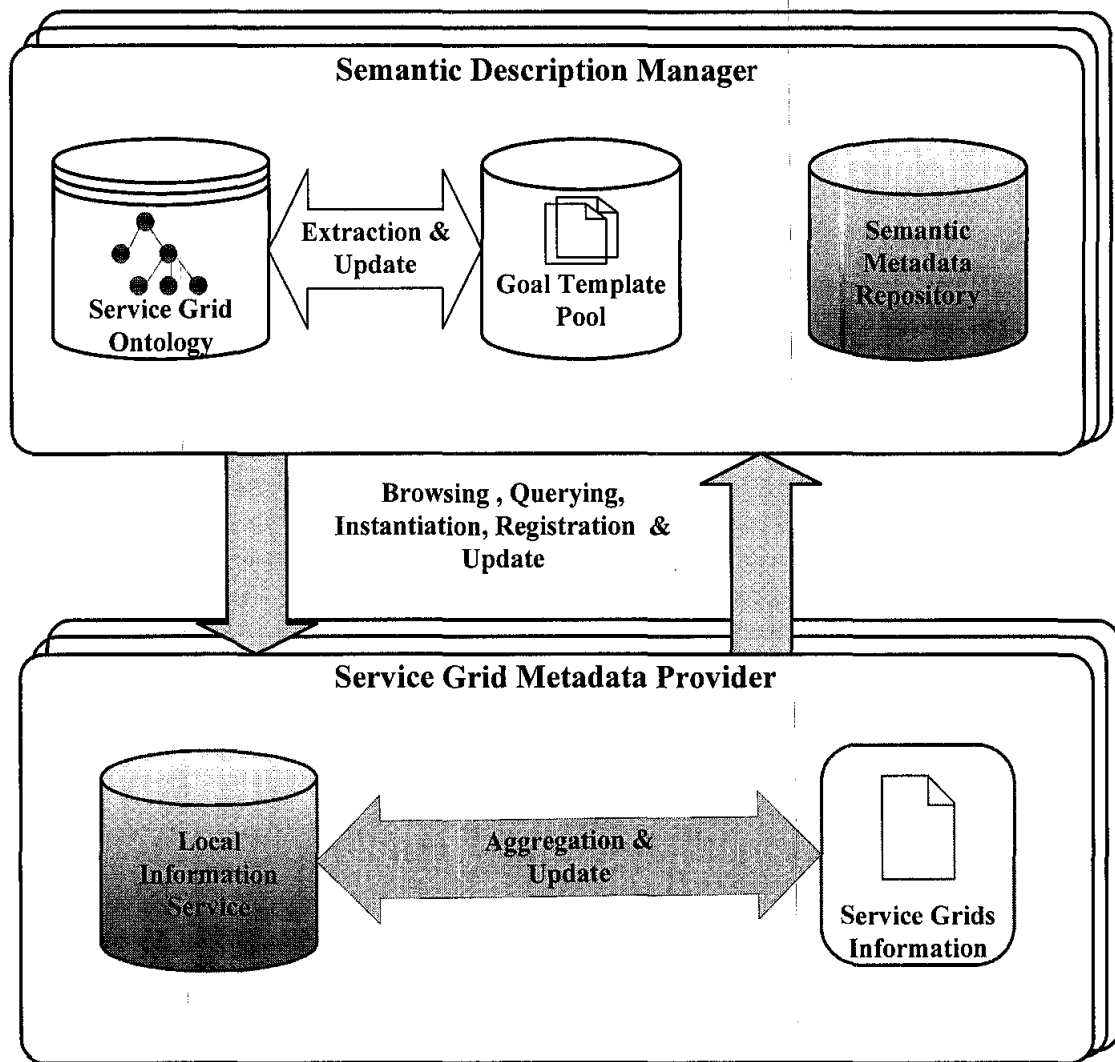 Semantic Description Manager
Extraction &
Update
Service Grid
Ontology
Goal Template
Pool
Semantic
Metadata
Repository
Browsing , Querying,
Instantiation, Registration &
Update
Service Grid Metadata Provider
Local
Information
Service
Aggregation &
Update
Service Grids
Information